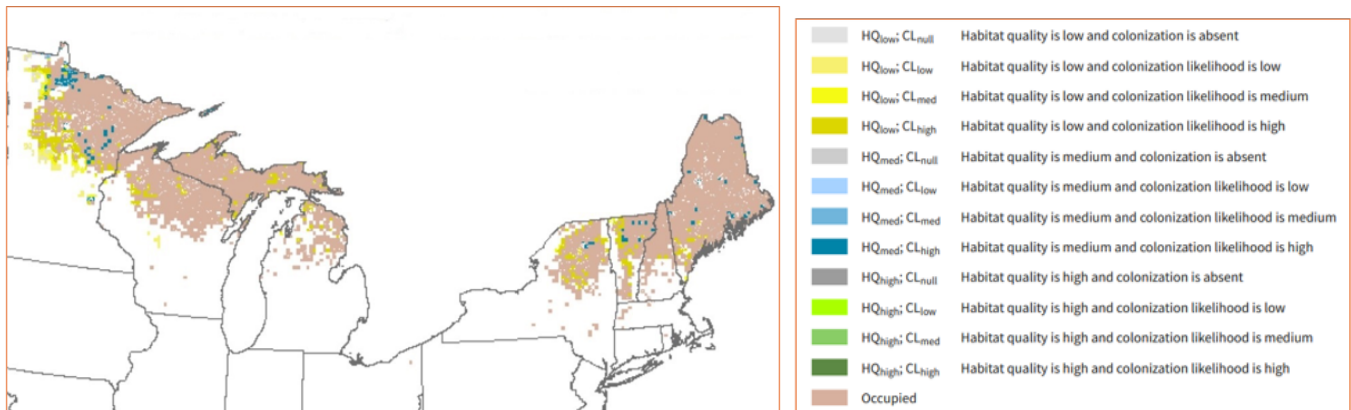 HQlow; CLnull Habitat quality is low and colonization is absent
HQlow; CLlow Habitat quality is low and colonization likelihood is low
HQlow; CLmed Habitat quality is low and colonization likelihood is medium
HQlow; CLhigh Habitat quality is low and colonization likelihood is high
HQmed; CLnull Habitat quality is medium and colonization is absent
HQmed; CLlow Habitat quality is medium and colonization likelihood is low
HQmed; CLmed Habitat quality is medium and colonization likelihood is medium
HQmed; CLhigh Habitat quality is medium and colonization likelihood is high
HQhigh; CLnull Habitat quality is high and colonization is absent
HQhigh; CLlow Habitat quality is high and colonization likelihood is low
HQhigh; CLmed Habitat quality is high and colonization likelihood is medium
HQhigh; CLhigh Habitat quality is high and colonization likelihood is high
Occupied